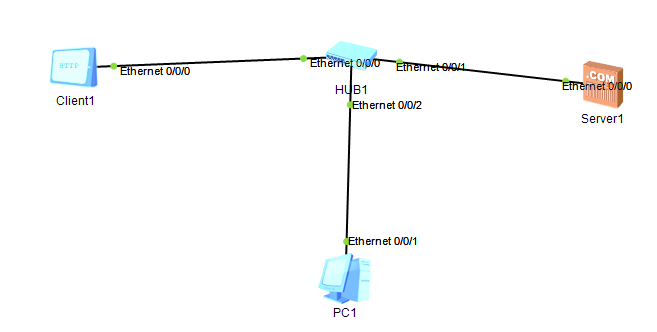 HTTP
Ethernet 0/0/0
Client1
Ethernet 0/0/0
Ethernet 0/0/1
HUB1
Ethernet 0/0/2
.COM
Ethernet 0/0/0
Server1
Ethernet 0/0/1
PC1